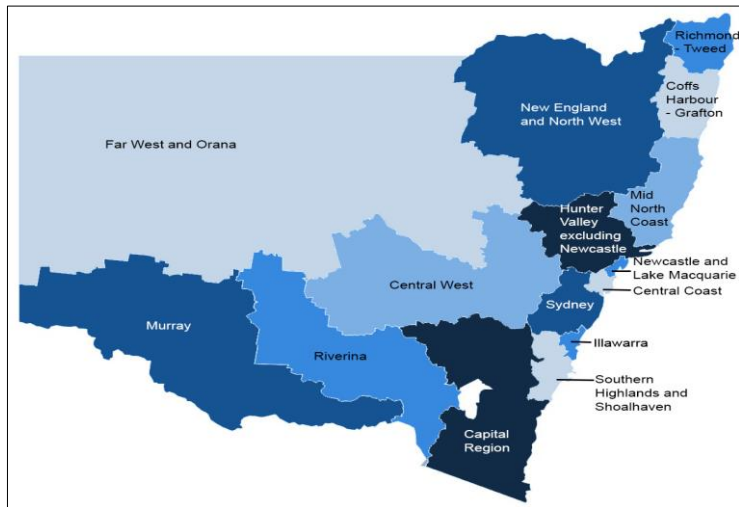 Richmond
- Tweed
Coffs
Harbour
- Grafton
New England
and North West
Far West and Orana
Mid
North
Coast
Hunter
Valley
excluding
Newcastle
Newcastle and
Lake Macquarie
Central Coast
Central West
Sydney
Murray
Riverina
Illawarra
Southern
Highlands and
Shoalhaven
Capital
Region